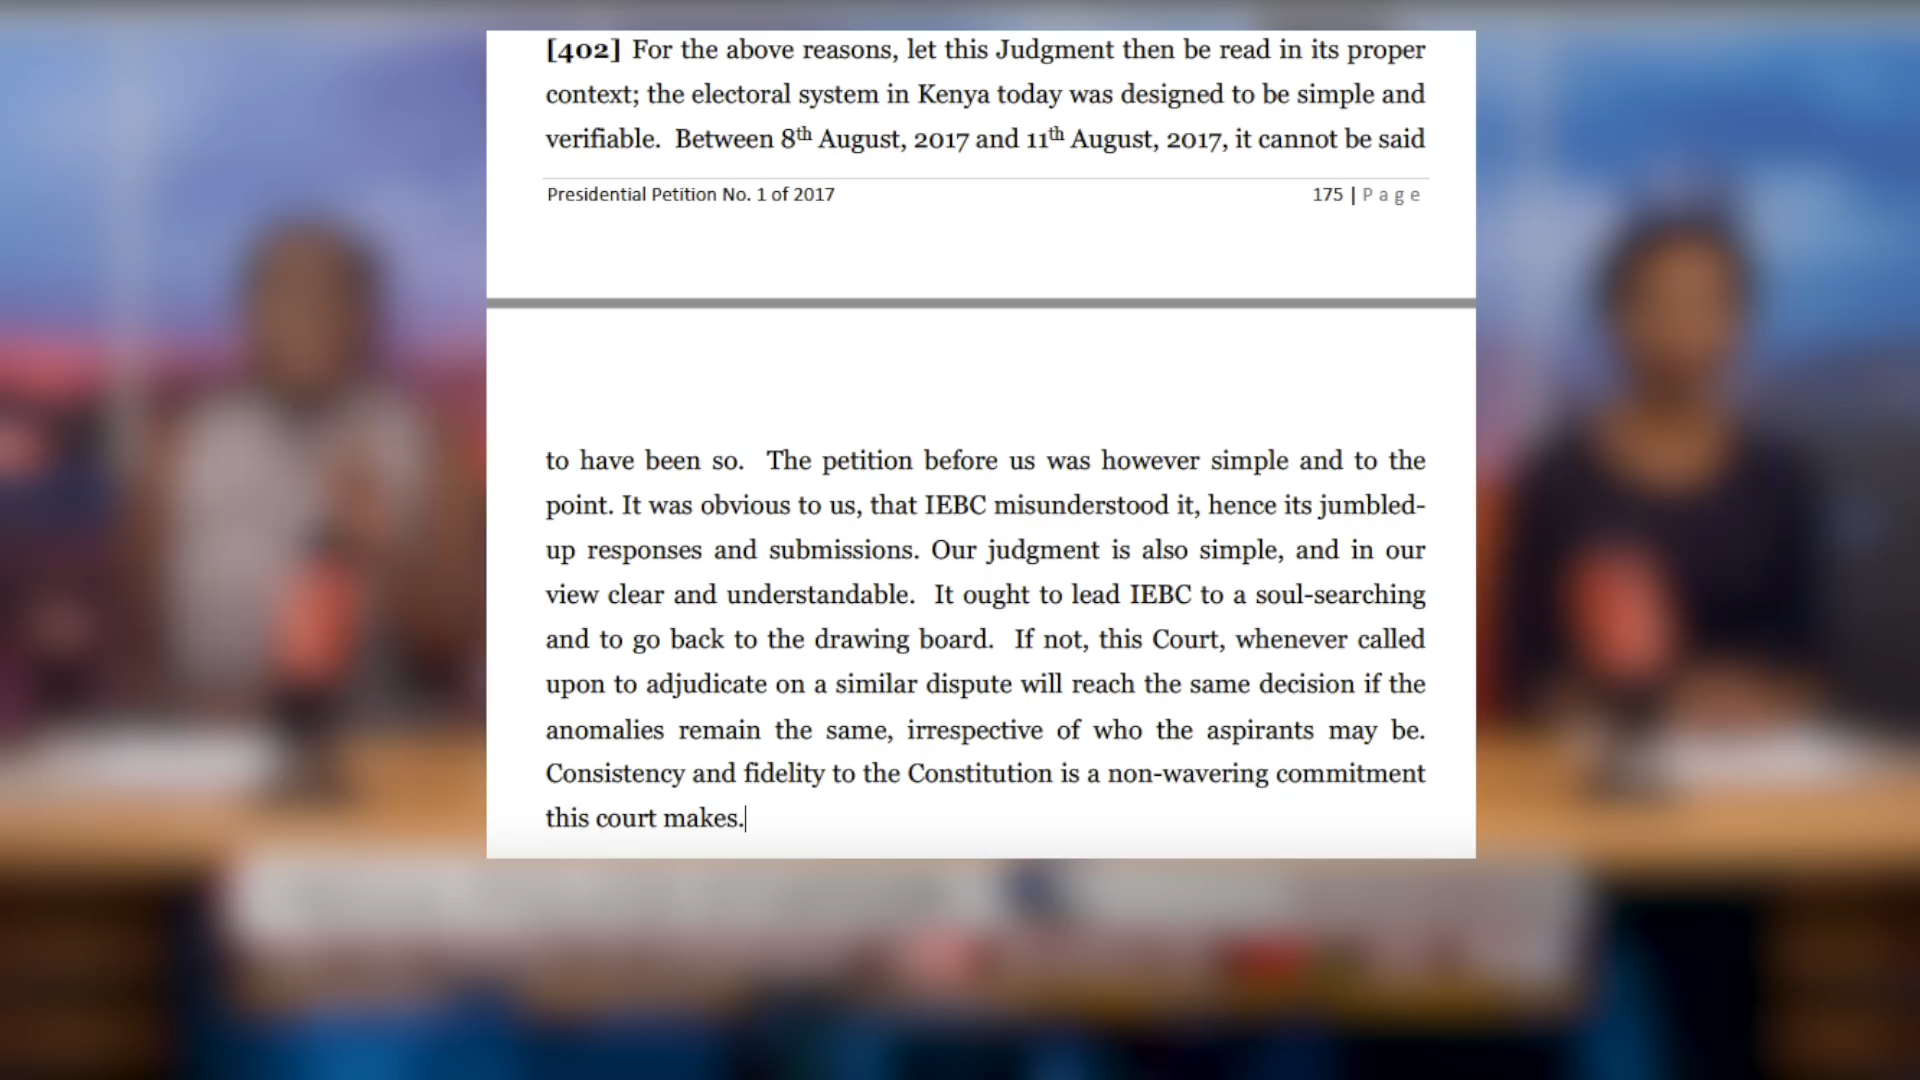 [402] For the above reasons, let this Judgment then be read in its proper
context; the electoral system in Kenya today was designed to be simple and
verifiable. Between 8th August, 2017 and 11th August, 2017, it cannot be said
Presidential Petition No. 1 of 2017 175 | Page
to have been so. The petition before us was however simple and to the
point. It was obvious to us, that IEBC misunderstood it, hence its jumbled-
up responses and submissions. Our judgment is also simple, and in our
view clear and understandable. It ought to lead IEBC to a soul-searching
and to go back to the drawing board. If not, this Court, whenever called
upon to adjudicate on a similar dispute will reach the same decision if the
anomalies remain the same, irrespective of who the aspirants may be.
Consistency and fidelity to the Constitution is a non-wavering commitment
this court makes.